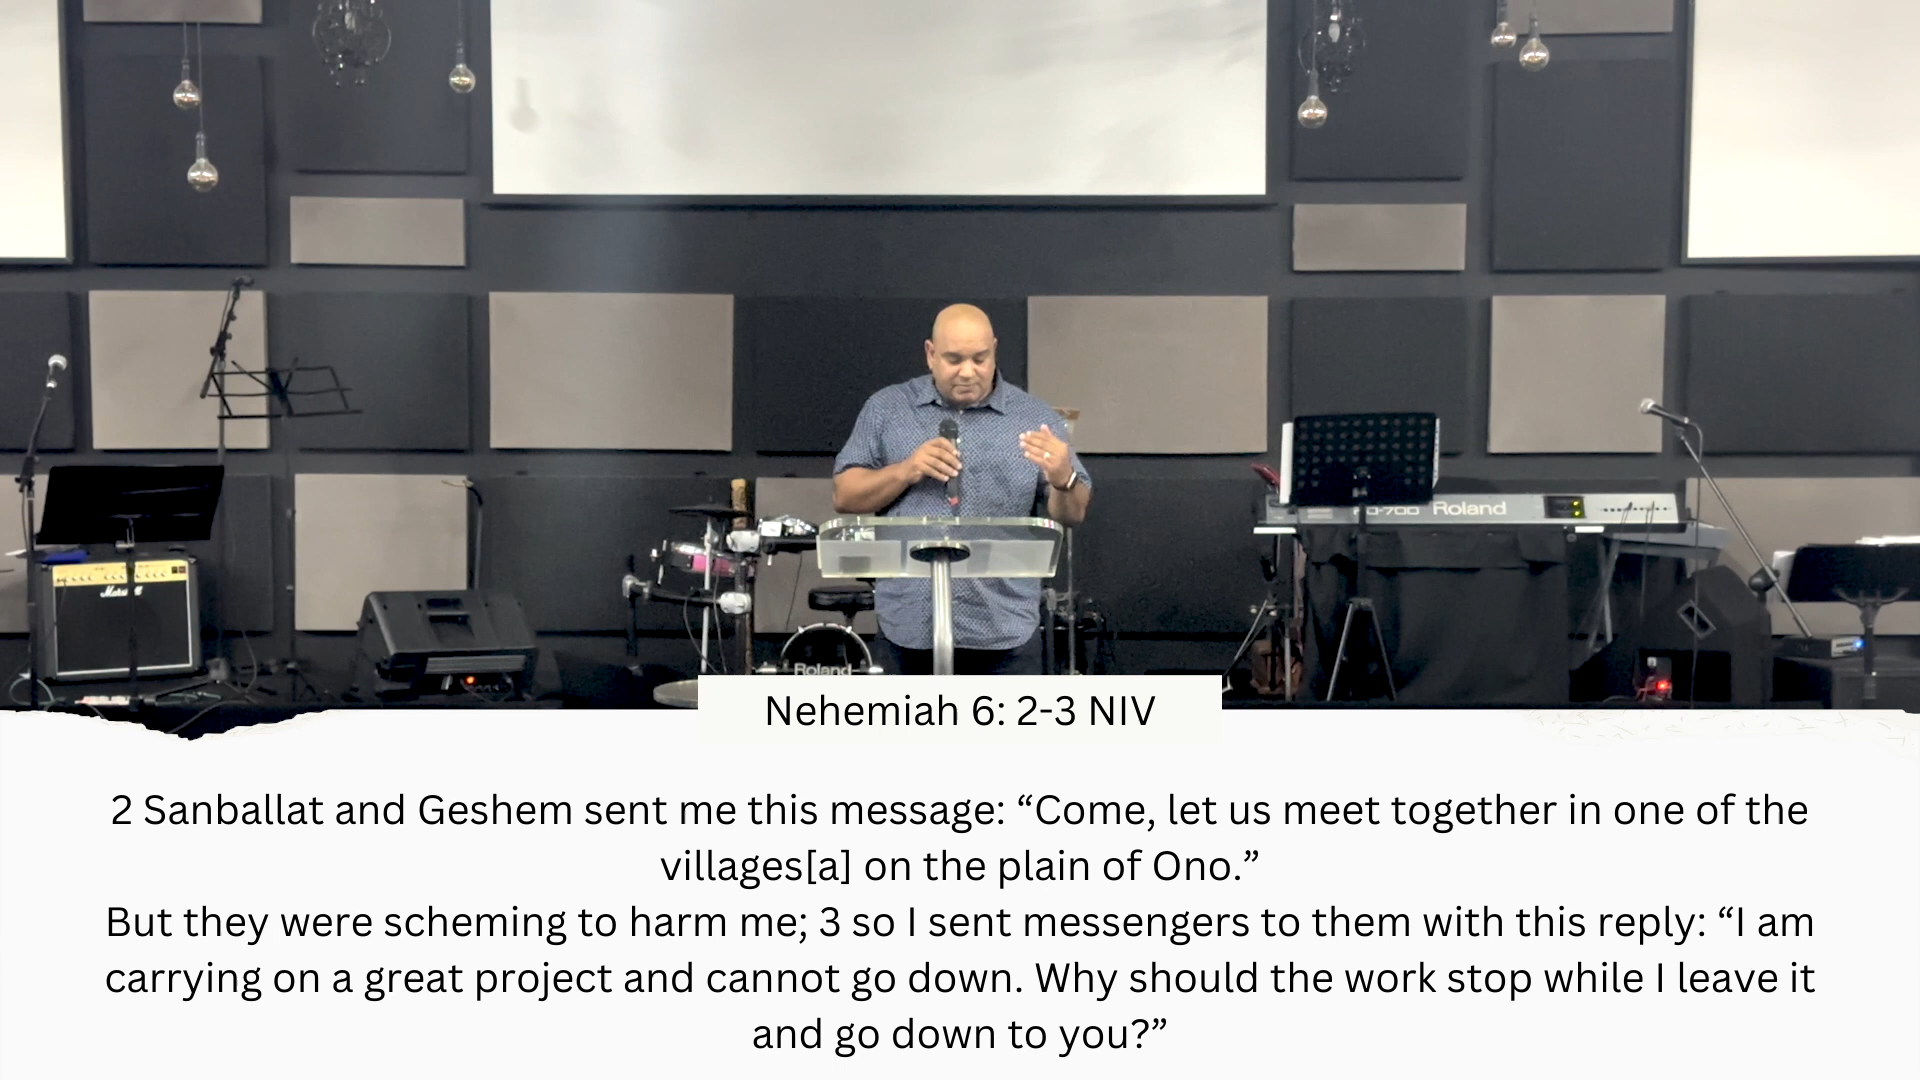 Marshall
Roland
RD-700 Roland
Nehemiah 6: 2-3 NIV
2 Sanballat and Geshem sent me this message: “Come, let us meet together in one of the
villages[a] on the plain of Ono.”
But they were scheming to harm me; 3 so I sent messengers to them with this reply: “I am
carrying on a great project and cannot go down. Why should the work stop while I leave it
and go down to you?”